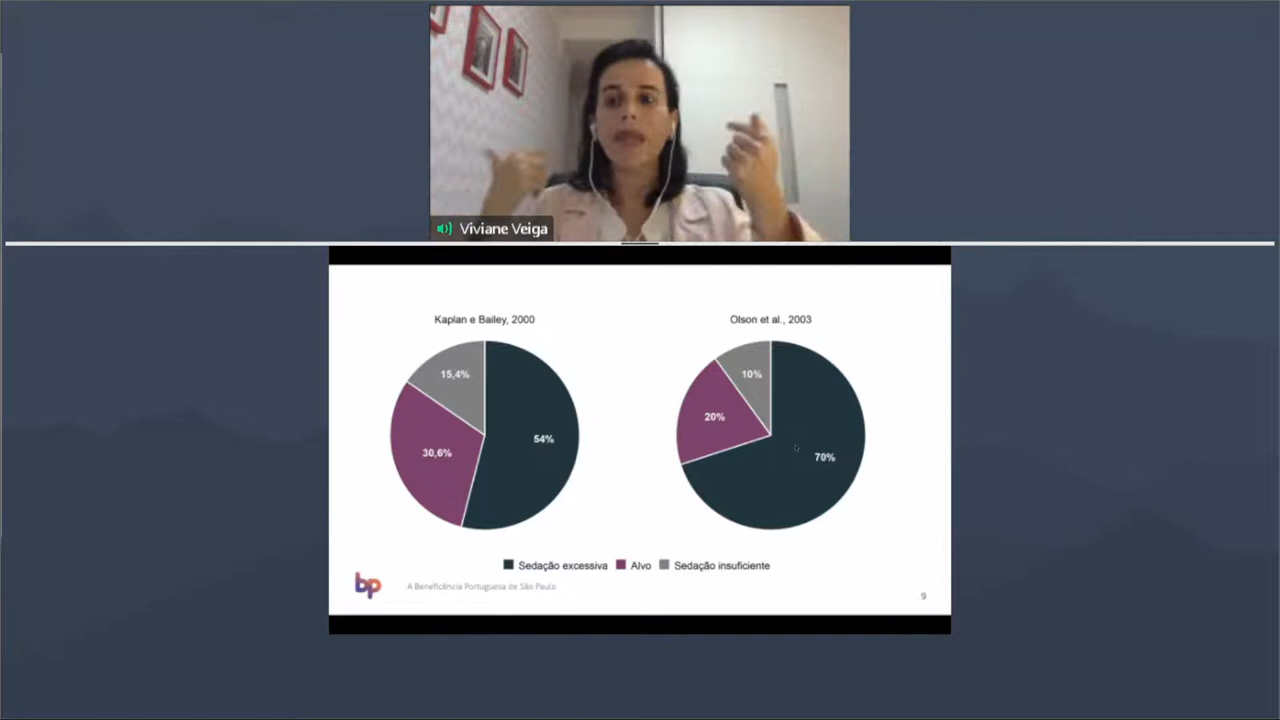 Viviane Veiga
Kaplan e Bailey, 2000
Olson et al., 2003
15,4%
10%
20%
54%
30,6%
70%
Sedação excessiva Alvo Sedação insuficiente
bp
A Beneficência Portuguesa de São Paulo
9